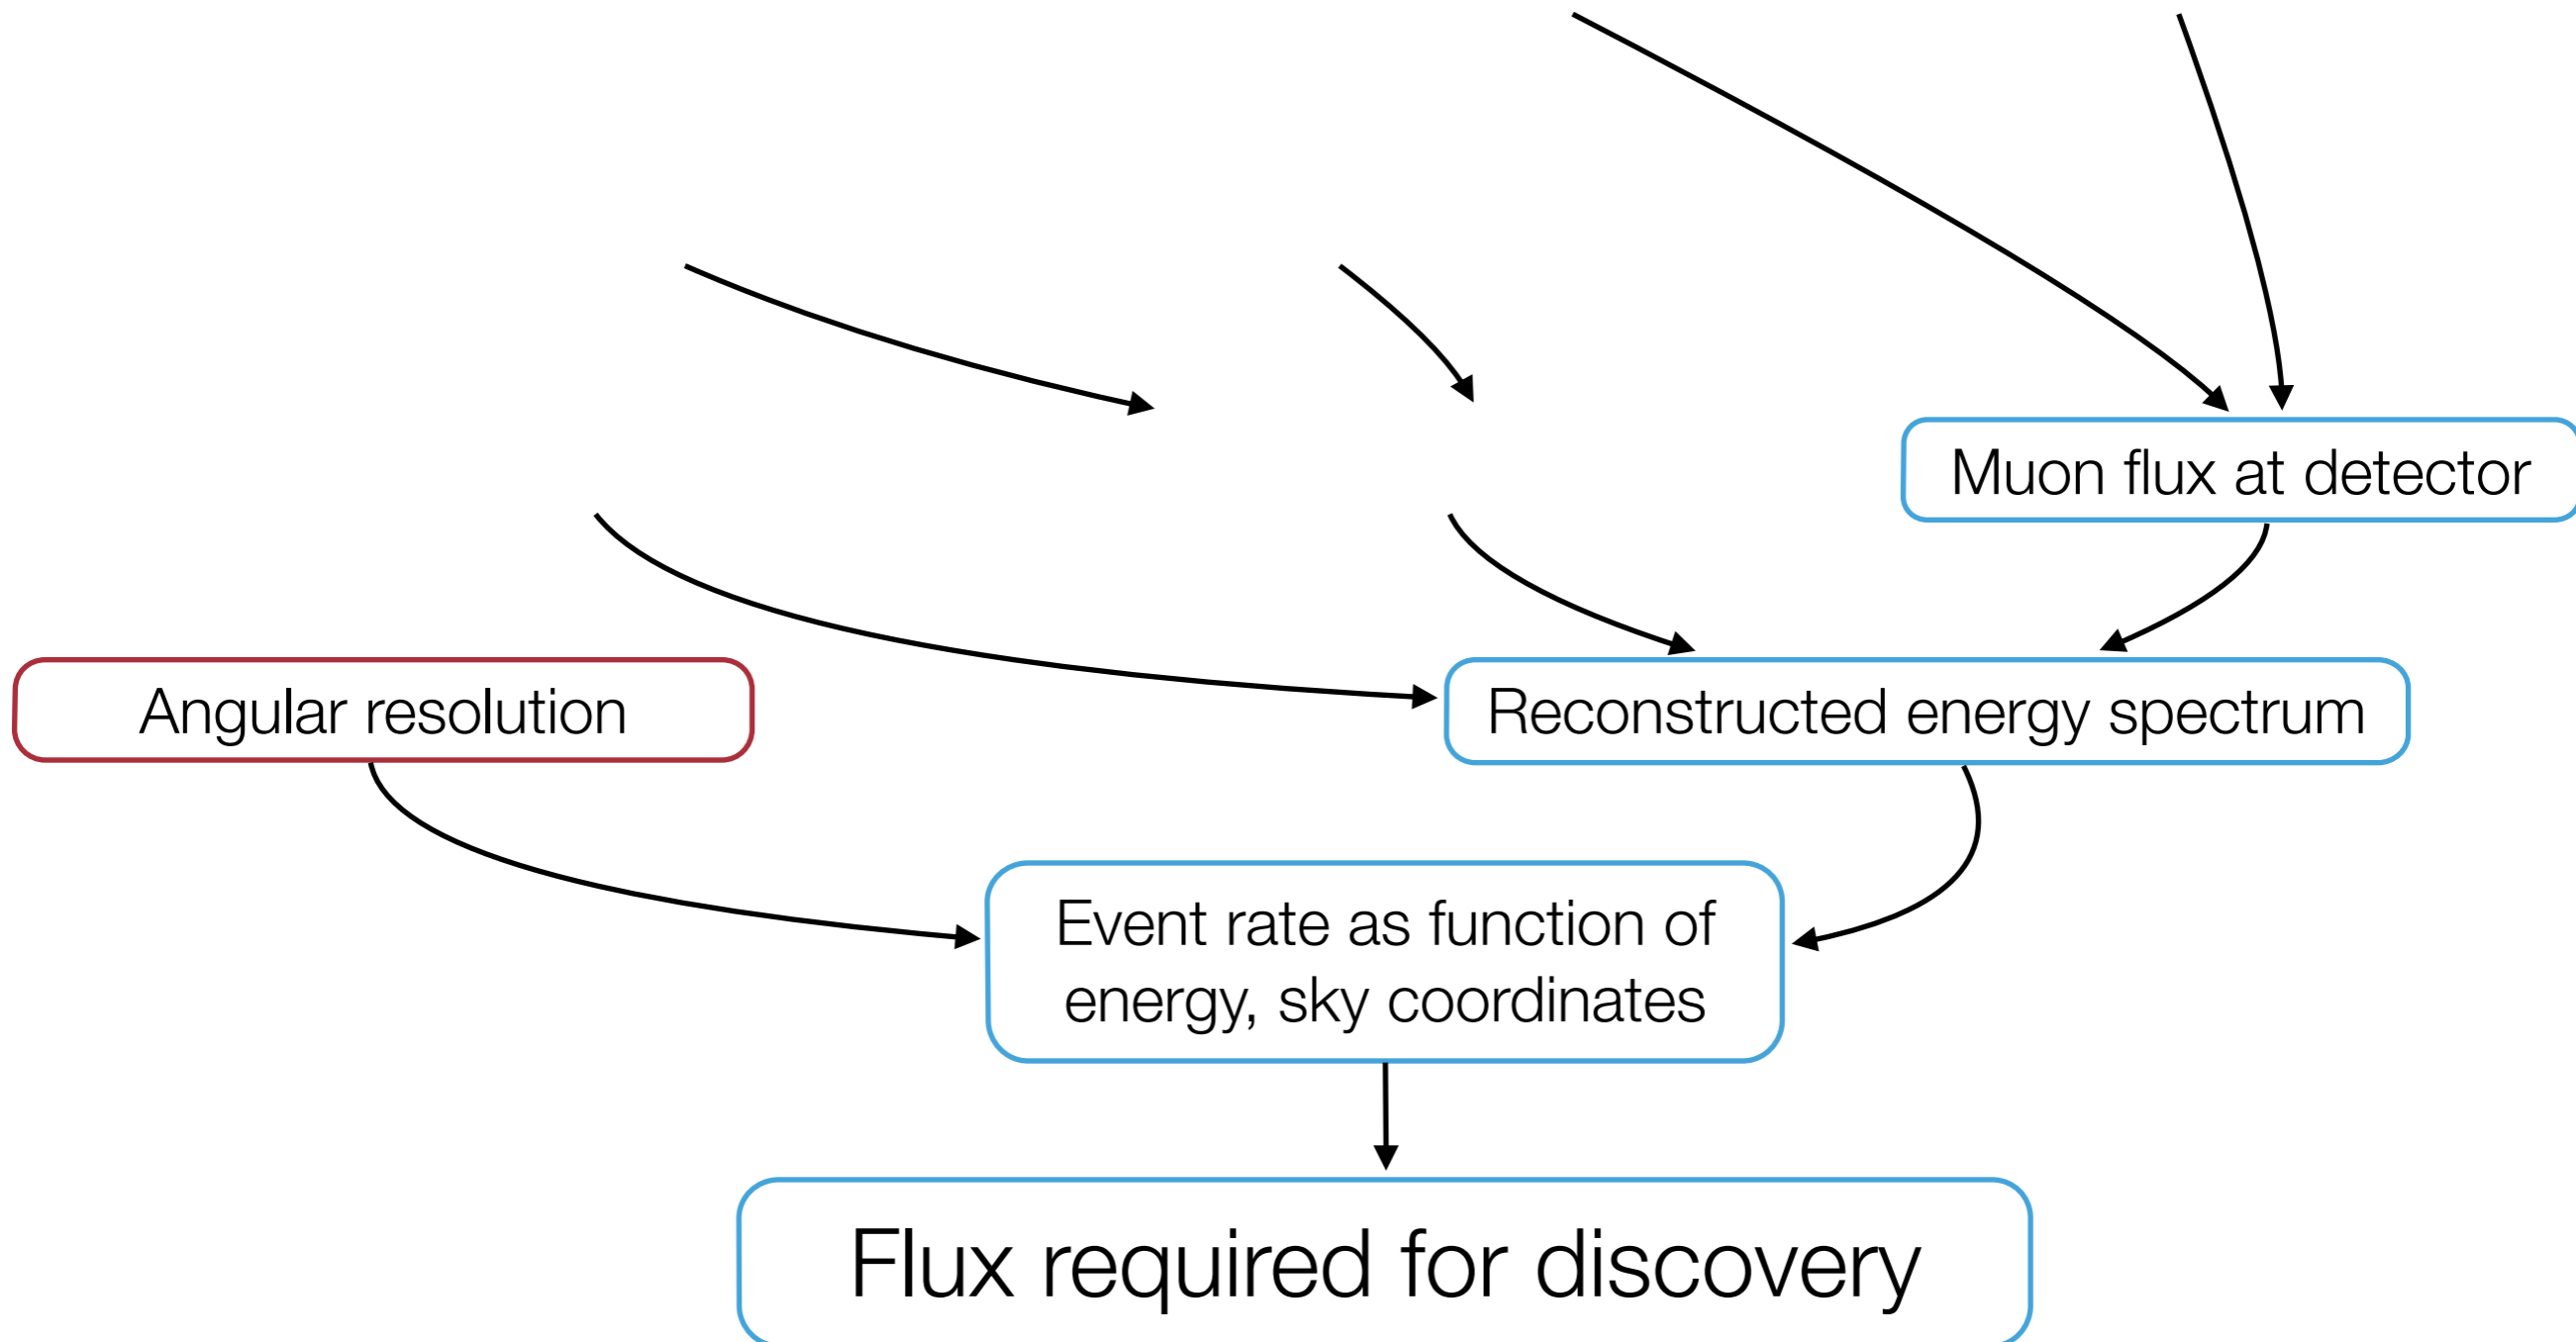 Muon flux at detector
Angular resolution
Reconstructed energy spectrum
Event rate as function of
energy, sky coordinates
Flux required for discovery